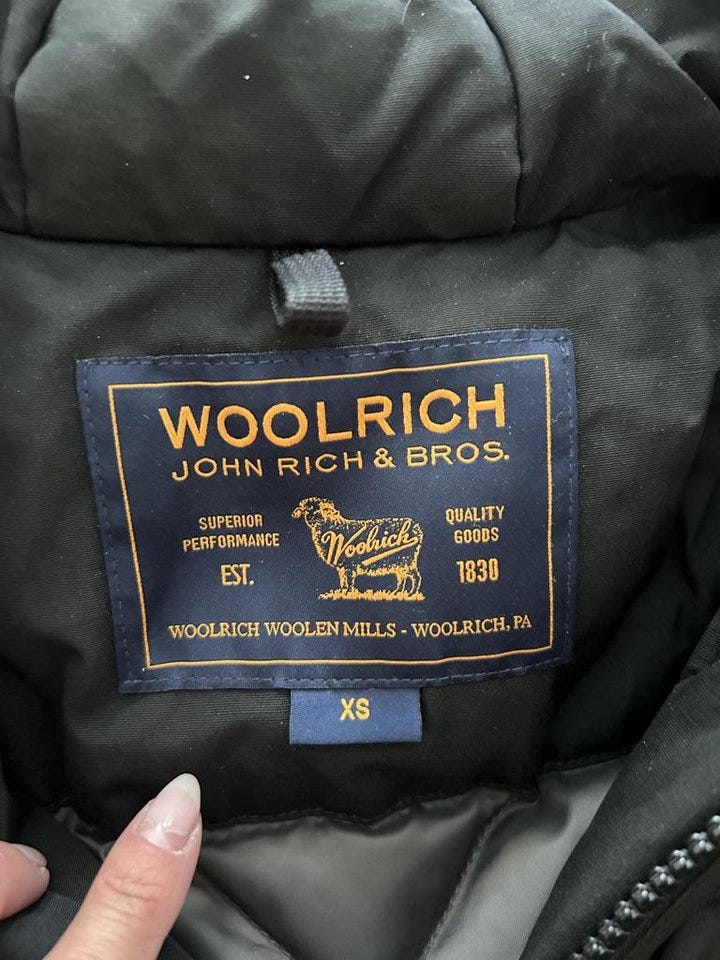 WOOLRICH
JOHN RICH & BROS.
SUPERIOR
PERFORMANCE
EST.
Woolrich
QUALITY
GOODS
1830
WOOLRICH WOOLEN MILLS - WOOLRICH, PA
XS